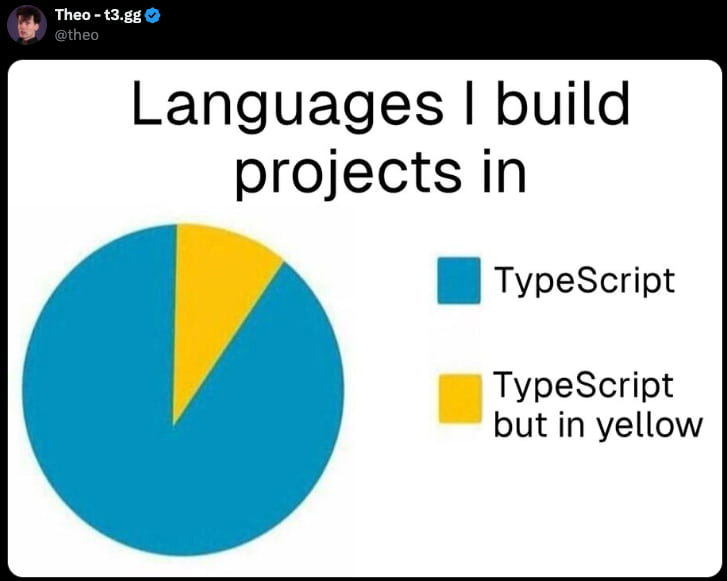 Theo - t3.gg
@theo
Languages I build
projects in
TypeScript
TypeScript
but in yellow